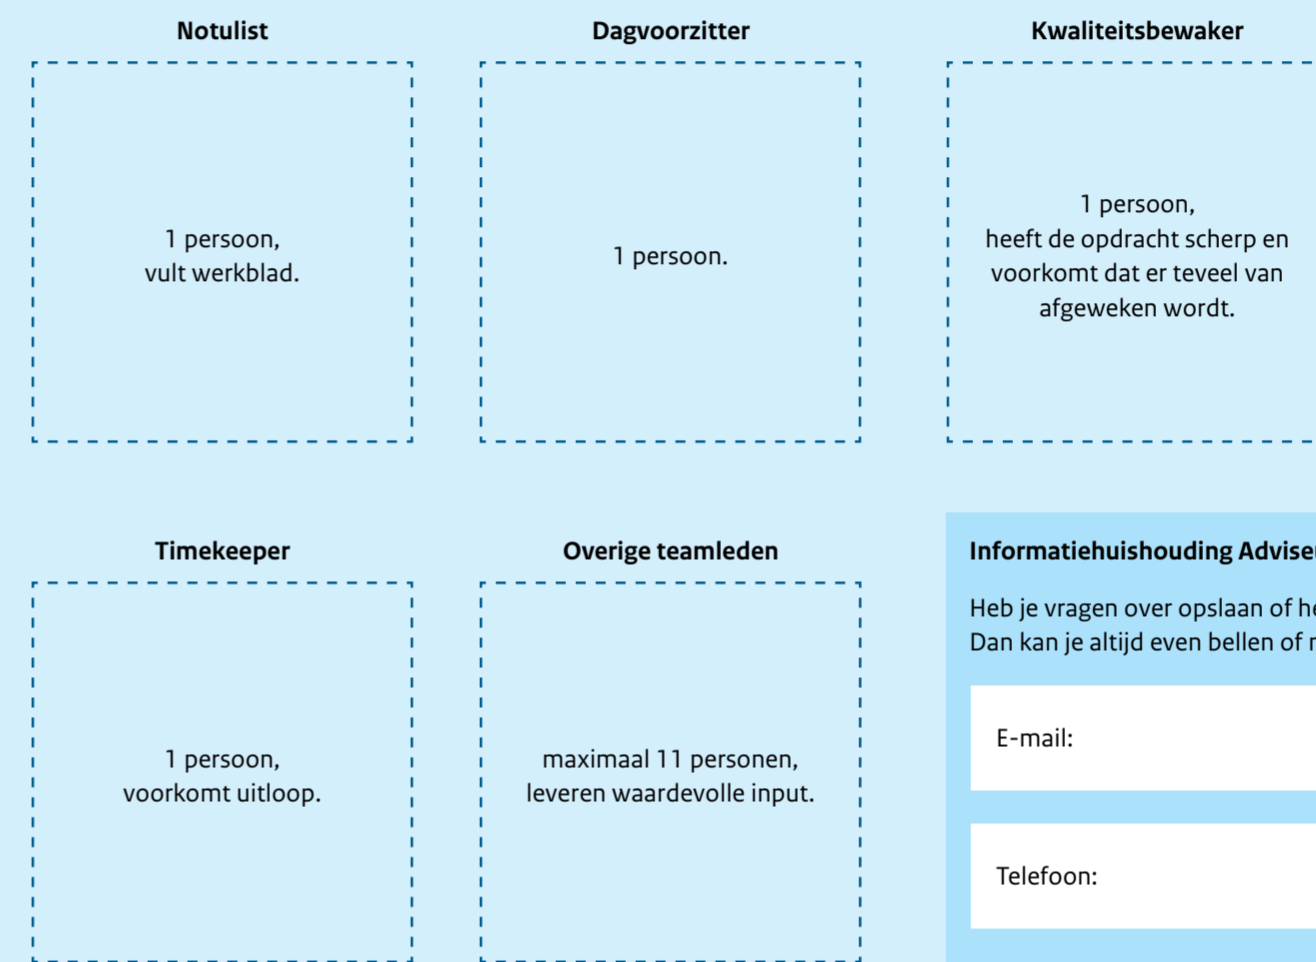 Notulist
1 persoon,
vult werkblad.
Dagvoorzitter
1 persoon.
Kwaliteitsbewaker
1 persoon,
heeft de opdracht scherp en
voorkomt dat er teveel van
afgeweken wordt.
Timekeeper
1 persoon,
voorkomt uitloop.
Overige teamleden
maximaal 11 personen,
leveren waardevolle input.
Informatiehuishouding
Heb je vragen over opslaan of
Dan kan je altijd even bellen of
E-mail:
Telefoon: